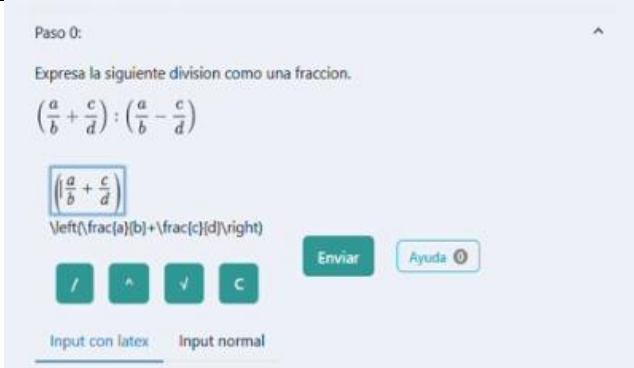 Paso 0:
Expresa la siguiente division como una fraccion.
(a/b + c/d) : (a/b - c/d)
(a/b + c/d)
\left(\frac{a}{b}+\frac{c}{d}\right)
Enviar
Ayuda 0
/ ^ √ C
Input con latex Input normal